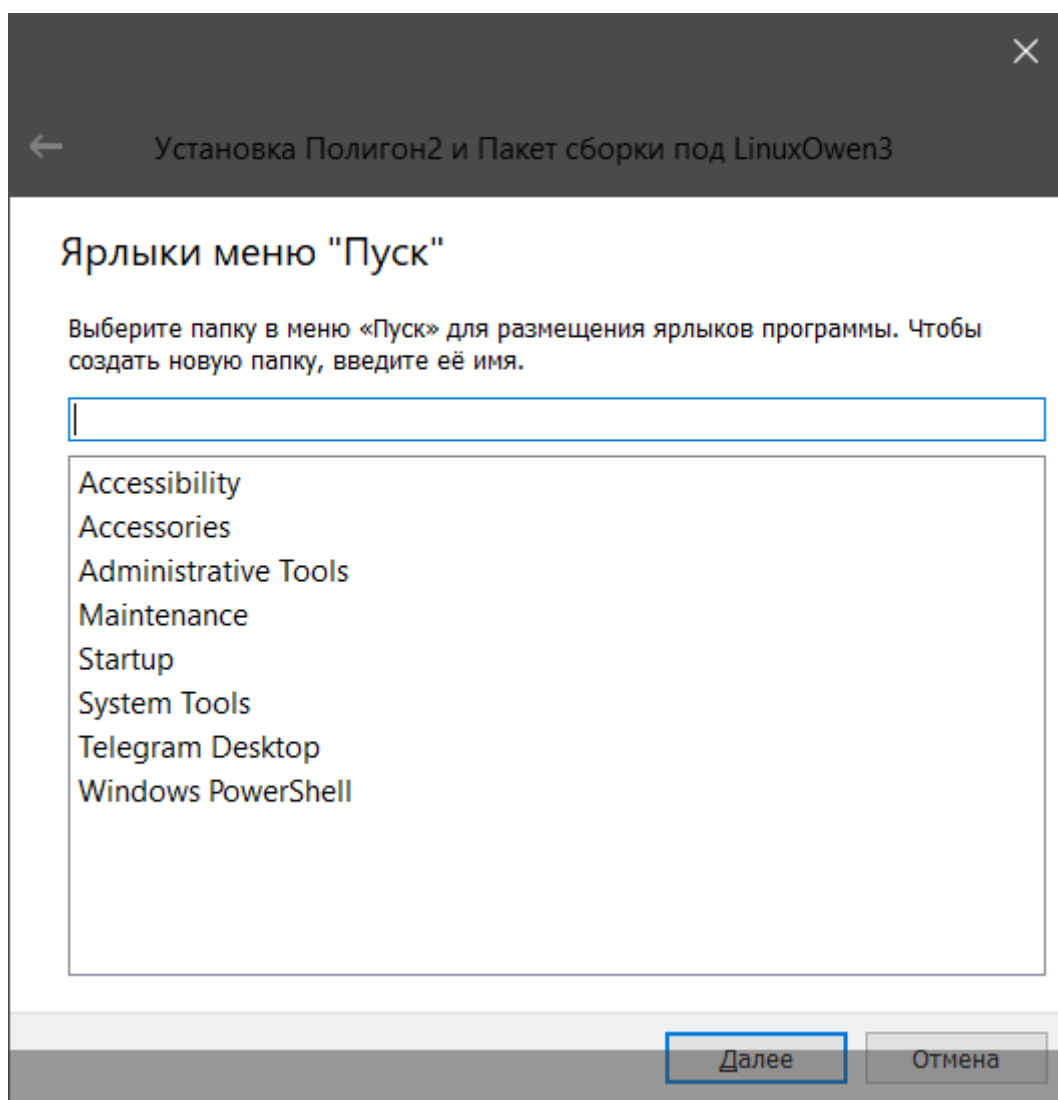 Установка Полигон2 и Пакет сборки под LinuxOwen3
Ярлыки меню "Пуск"
Выберите папку в меню «Пуск» для размещения ярлыков программы. Чтобы
создать новую папку, введите её имя.
Accessibility
Accessories
Administrative Tools
Maintenance
Startup
System Tools
Telegram Desktop
Windows PowerShell
Далее
Отмена